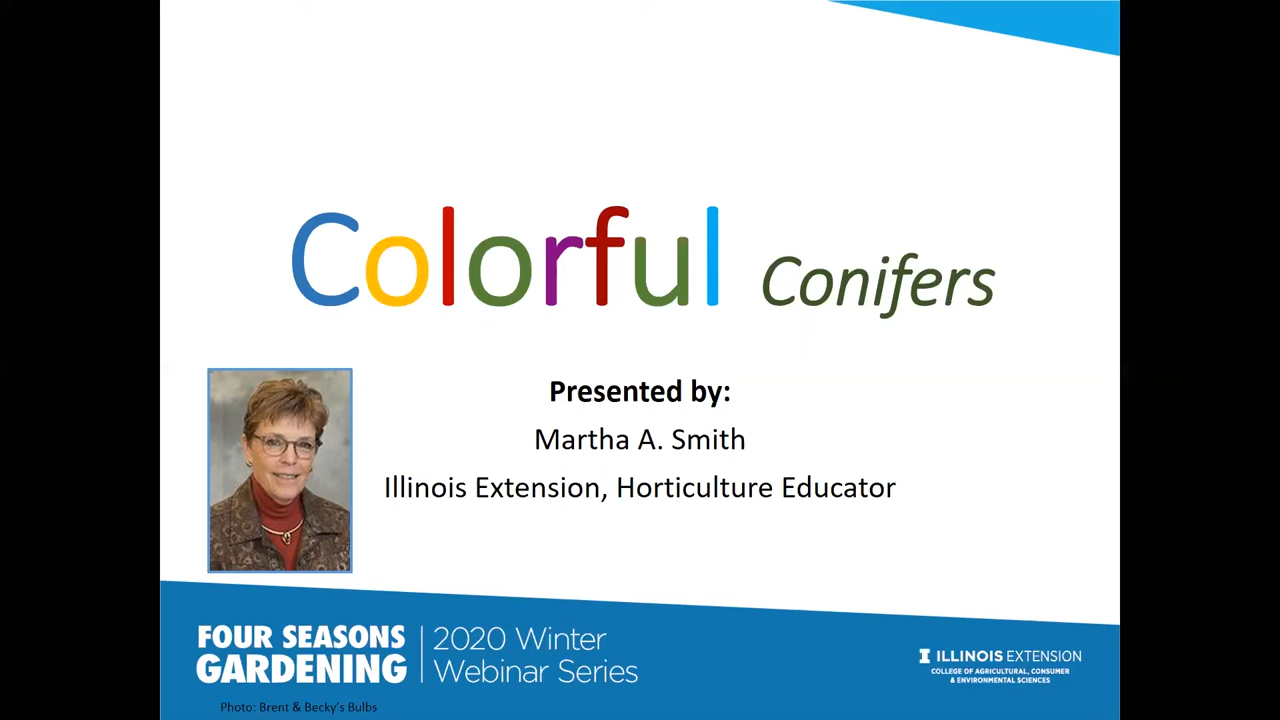 Colorful Conifers
Presented by:
Martha A. Smith
Illinois Extension, Horticulture Educator
FOUR SEASONS
GARDENING
2020 Winter
Webinar Series
I ILLINOIS EXTENSION
COLLEGE OF AGRICULTURAL, CONSUMER
& ENVIRONMENTAL SCIENCES
Photo: Brent & Becky's Bulbs